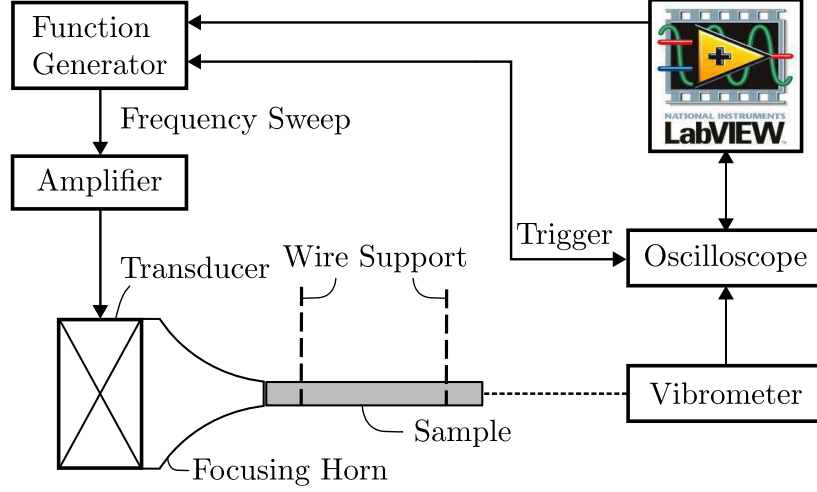 Function
Generator
NATIONAL INSTRUMENTS
LabVIEW
Frequency Sweep
Amplifier
Trigger
Oscilloscope
Wire Support
Transducer
Vibrometer
Sample
Focusing Horn